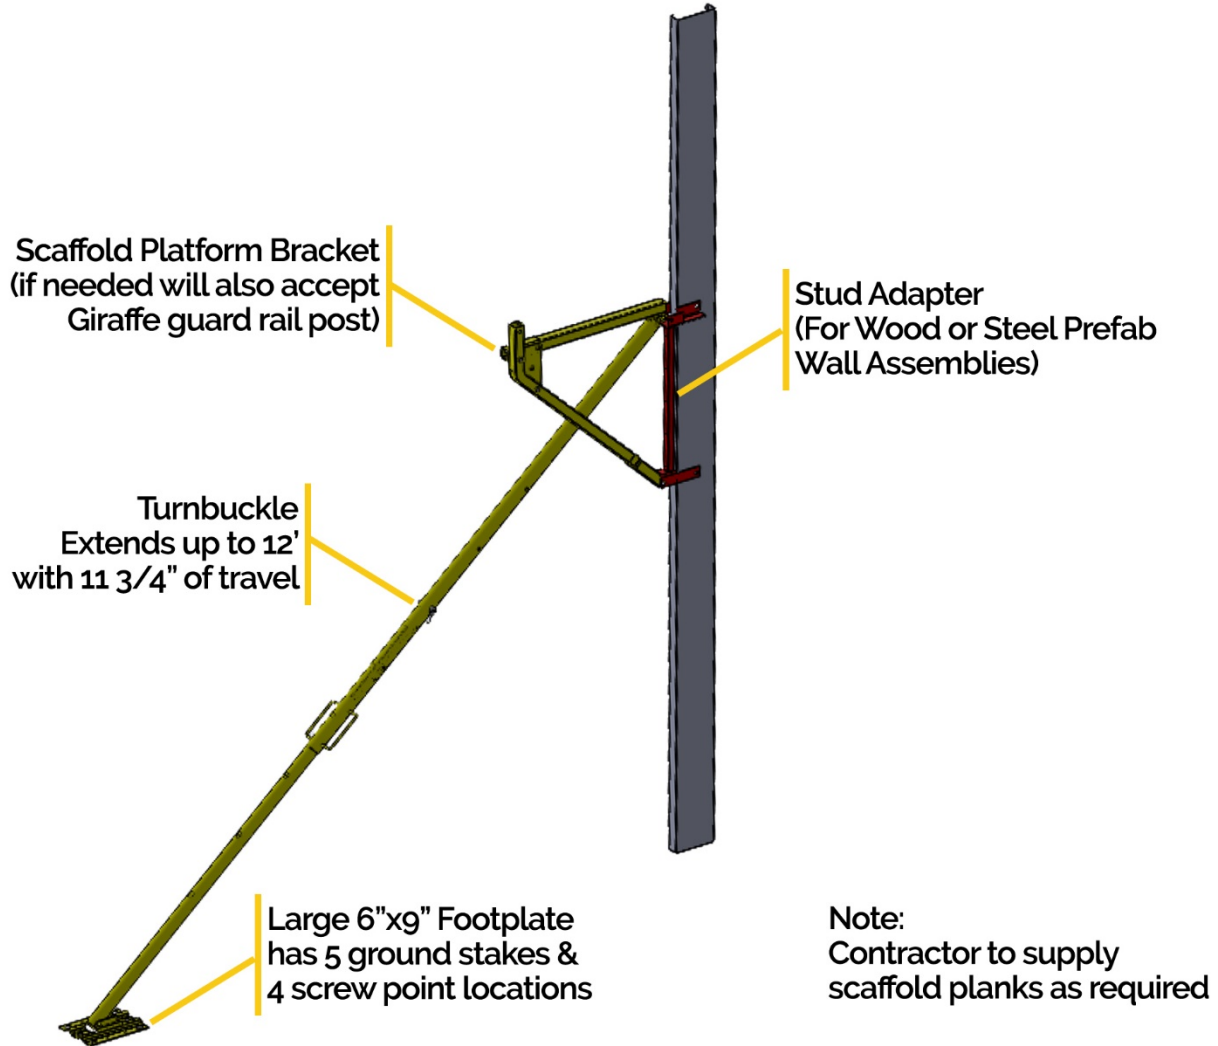 Scaffold Platform Bracket
(if needed will also accept
Giraffe guard rail post)
Stud Adapter
(For Wood or Steel Prefab
Wall Assemblies)
Turnbuckle
Extends up to 12’
with 11 3/4” of travel
Large 6”x9” Footplate
has 5 ground stakes &
4 screw point locations
Note:
Contractor to supply
scaffold planks as required